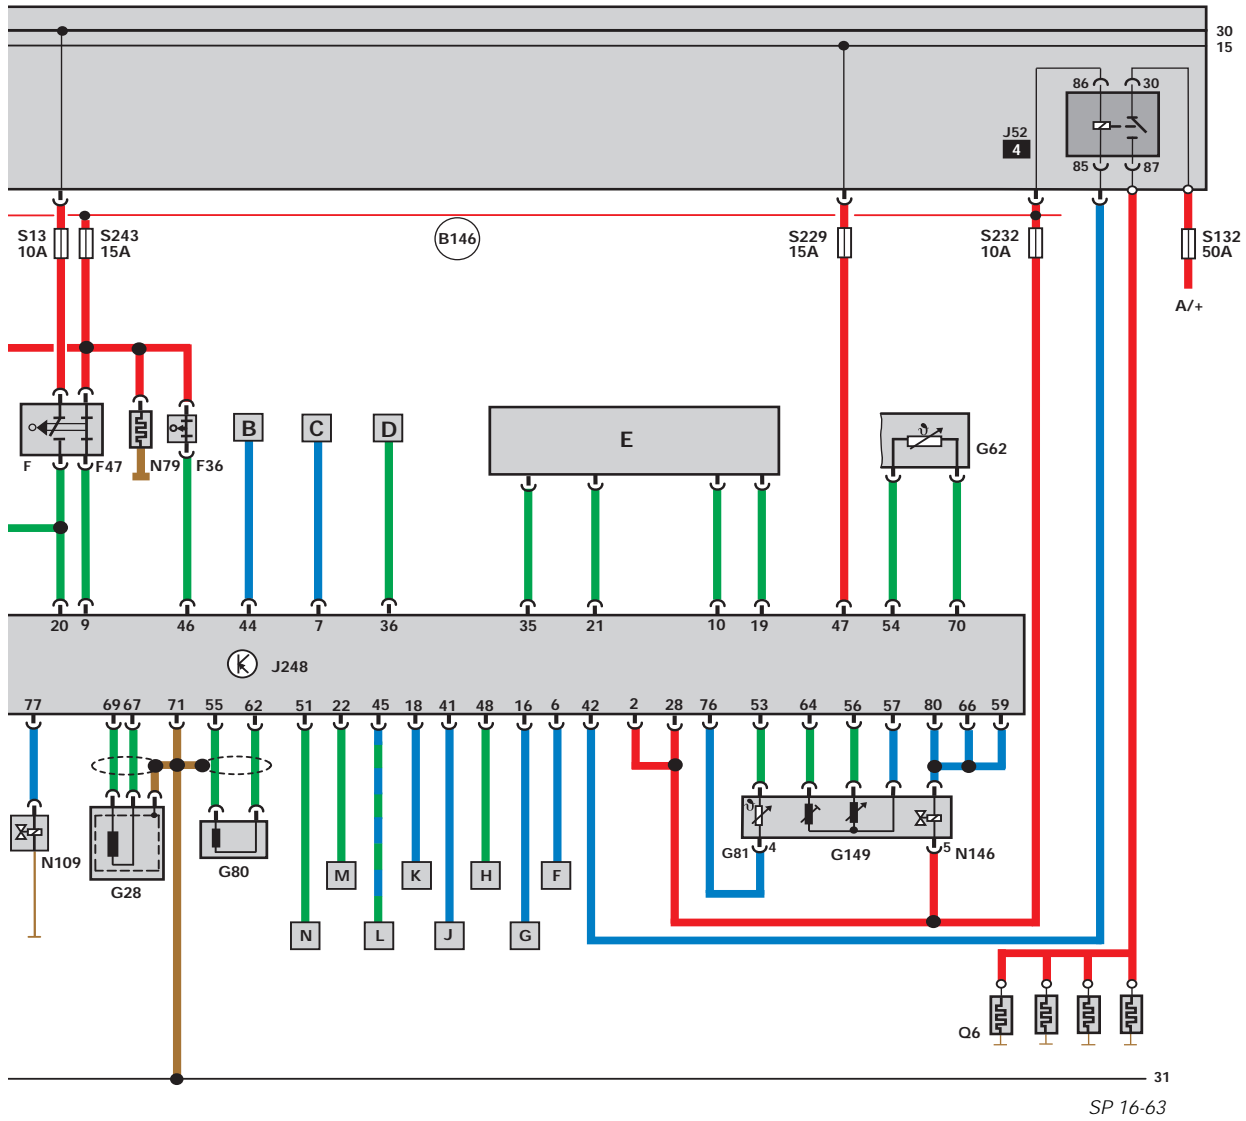 30
15
86 30
J52
4
85 87
S13
10A
S243
15A
B146
S229
15A
S232
10A
S132
50A
A/+
B C D E
ϑ
G62
F F47 N79 F36
20 9 46 44 7 36 35 21 10 19 47 54 70
J248
77 69 67 71 55 62 51 22 45 18 41 48 16 6 42 2 28 76 53 64 56 57 80 66 59
ϑ
N109
G28
G80
G81 4
G149
5 N146
M K H F
N L J G
Q6
31
SP 16-63